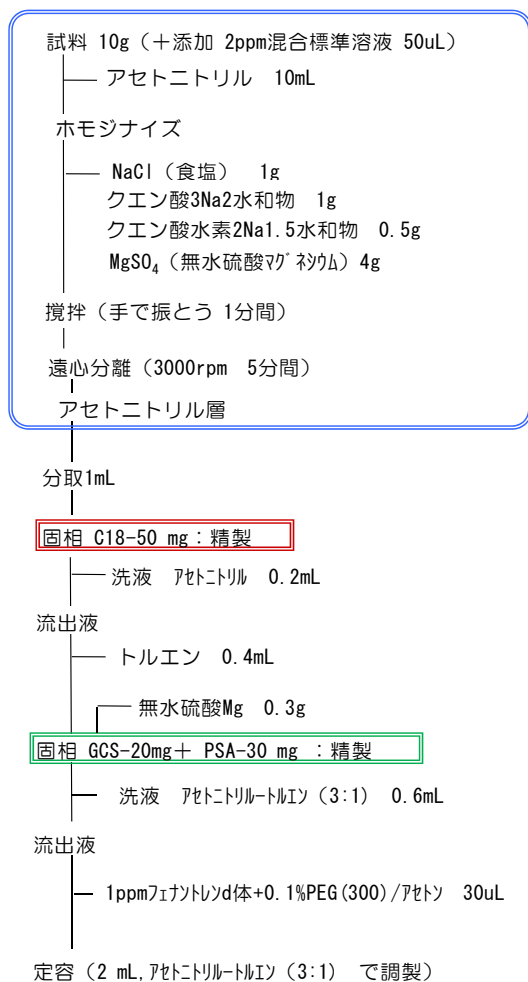 試料 10g（＋添加 2ppm混合標準溶液 50uL）
アセトニトリル 10mL
ホモジナイズ
NaCl（食塩） 1g
クエン酸3Na2水和物 1g
クエン酸水素2Na1.5水和物 0.5g
MgSO₄（無水硫酸ﾏｸﾞﾈｼｳﾑ）4g
撹拌（手で振とう 1分間）
遠心分離（3000rpm 5分間）
アセトニトリル層
分取1mL
固相 C18-50 mg：精製
洗液 ｱｾﾄﾆﾄﾘﾙ 0.2mL
流出液
トルエン 0.4mL
無水硫酸Mg 0.3g
固相 GCS-20mg＋ PSA-30 mg ：精製
洗液 ｱｾﾄﾆﾄﾘﾙｰﾄﾙｴﾝ（3:1） 0.6mL
流出液
1ppmﾌｪﾅﾝﾄﾚﾝd体+0.1%PEG(300)/ｱｾﾄﾝ 30uL
定容（2 mL,ｱｾﾄﾆﾄﾘﾙｰﾄﾙｴﾝ（3:1） で調製）